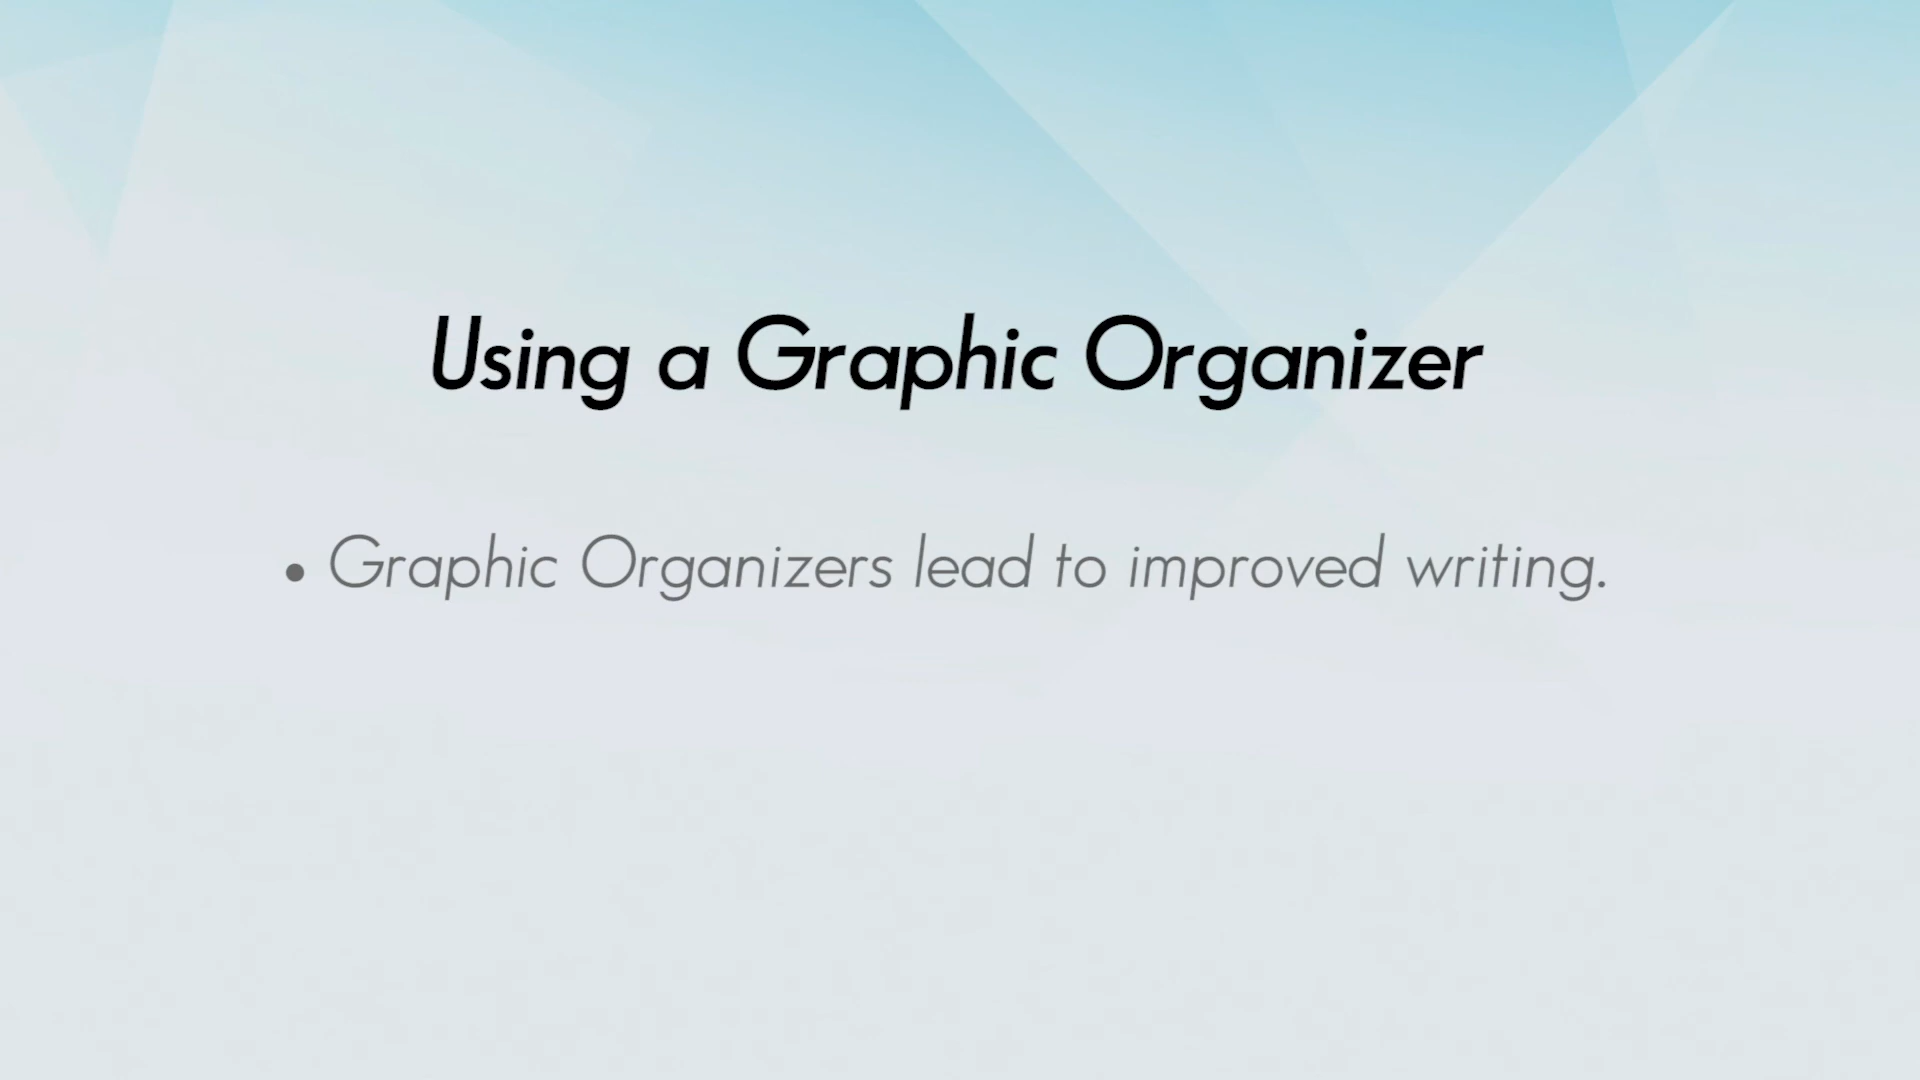 Using a Graphic Organizer
• Graphic Organizers lead to improved writing.